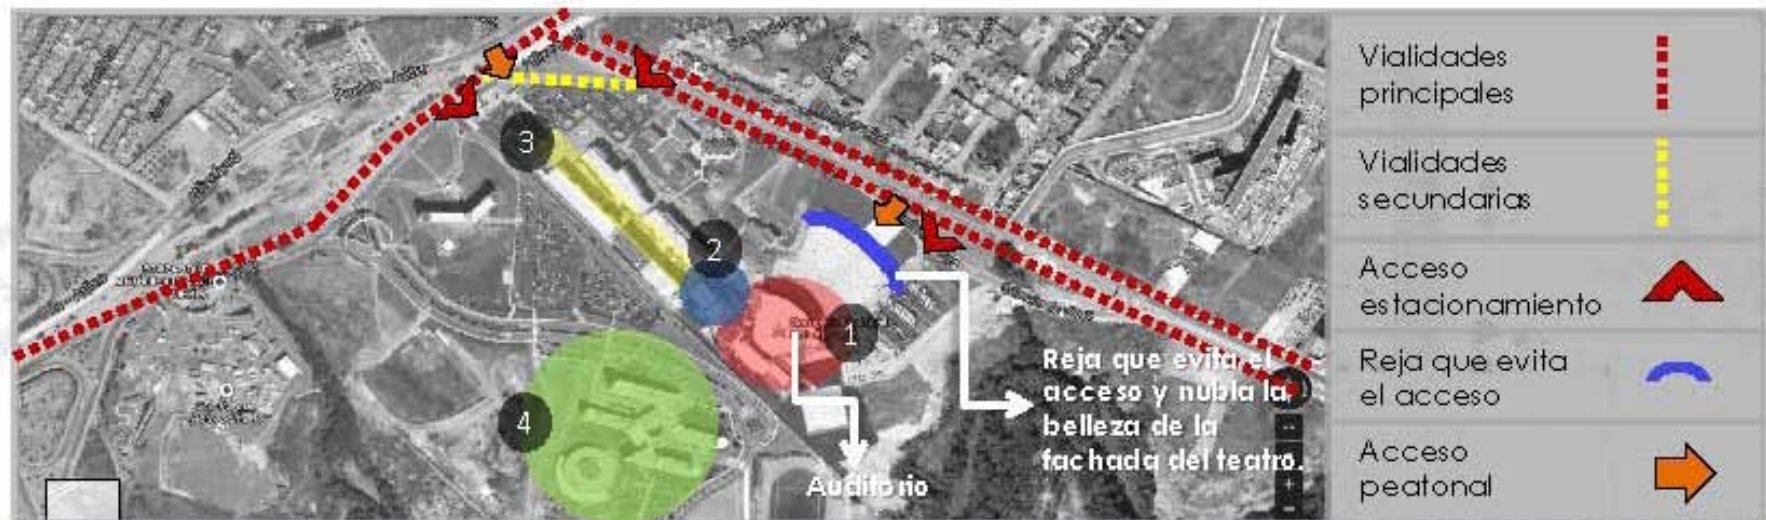 3
2
1
4
Reja que evita el
acceso y nubla la
belleza de la
fachada del teatro.
Auditorio
Vialidades
principales
Vialidades
secundarias
Acceso
estacionamiento
Reja que evita
el acceso
Acceso
peatonal